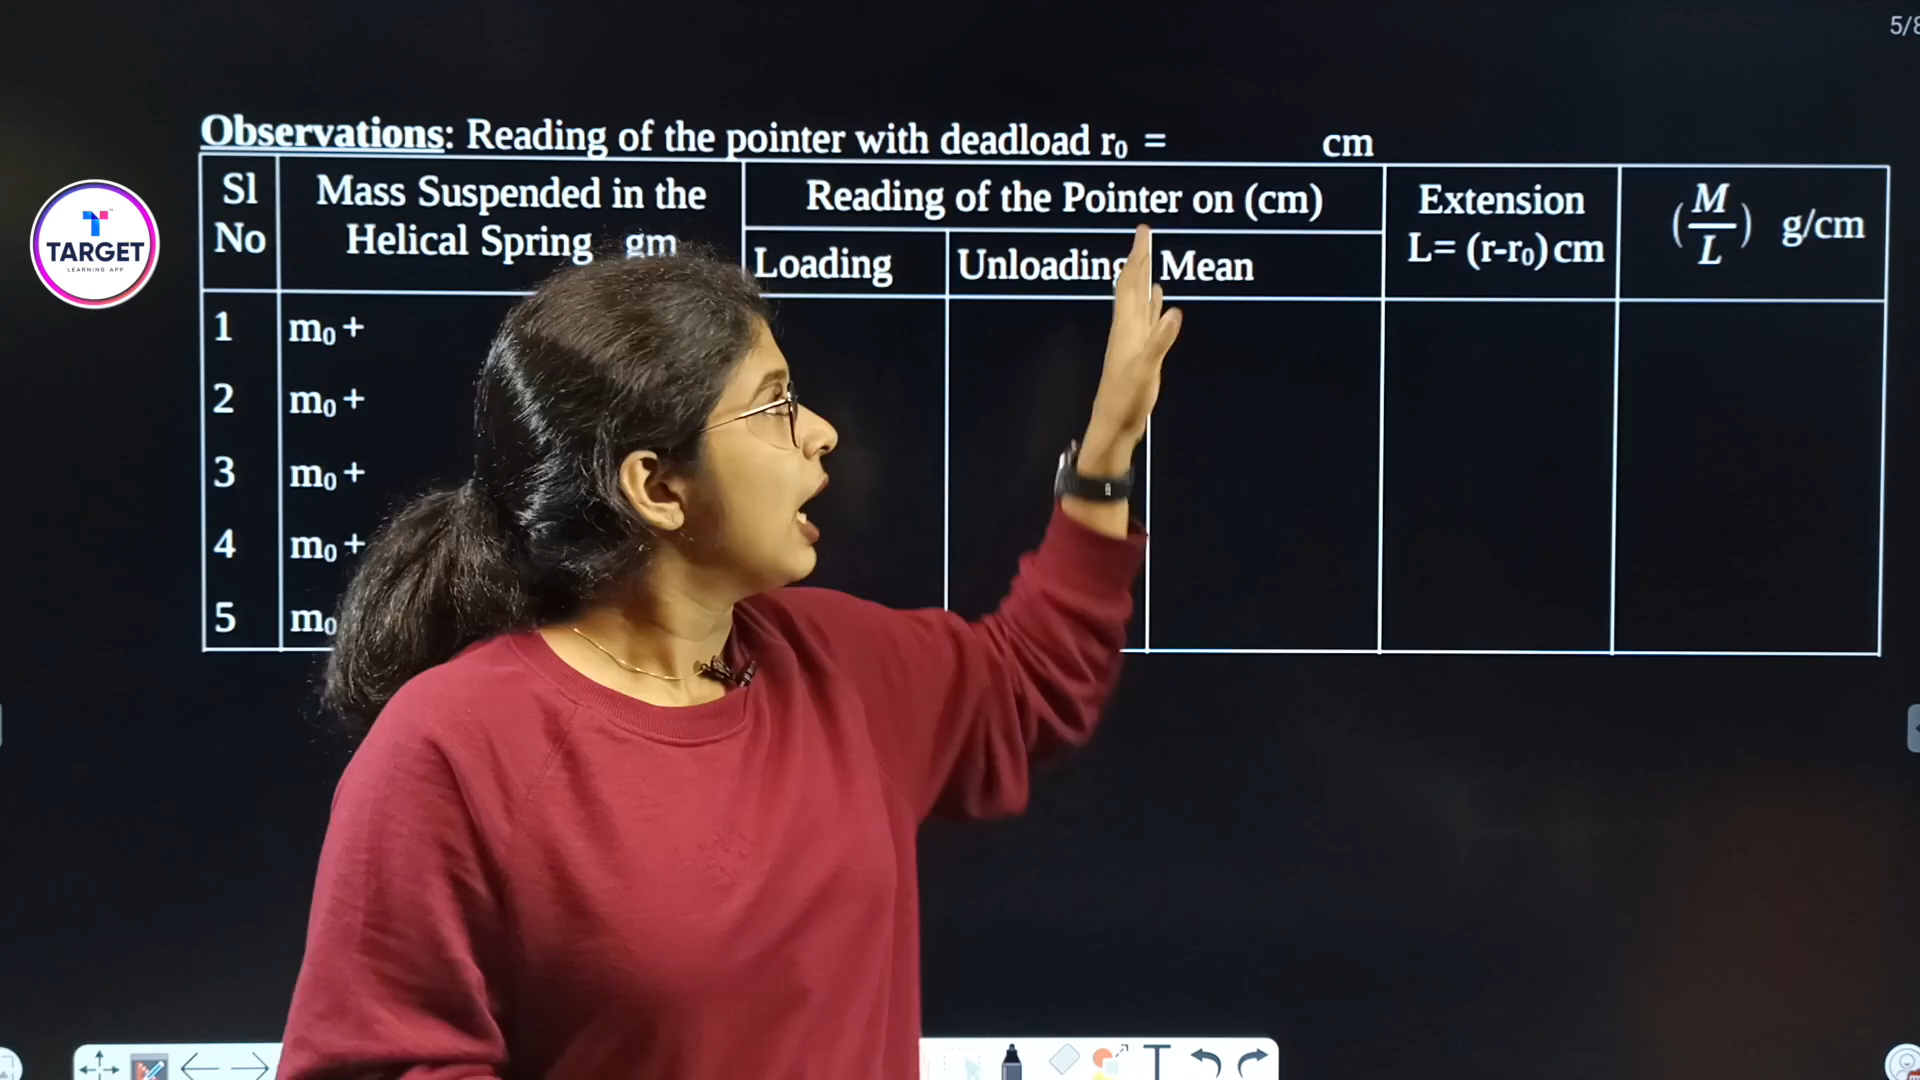 5/8
Observations: Reading of the pointer with deadload r₀ = cm
TARGET
LEARNING APP
Sl No
Mass Suspended in the
Helical Spring gm
Reading of the Pointer on (cm)
Loading
Unloading
Mean
Extension
L= (r-r₀) cm
(M/L) g/cm
1 m₀ +
2 m₀ +
3 m₀ +
4 m₀ +
5 m₀
T